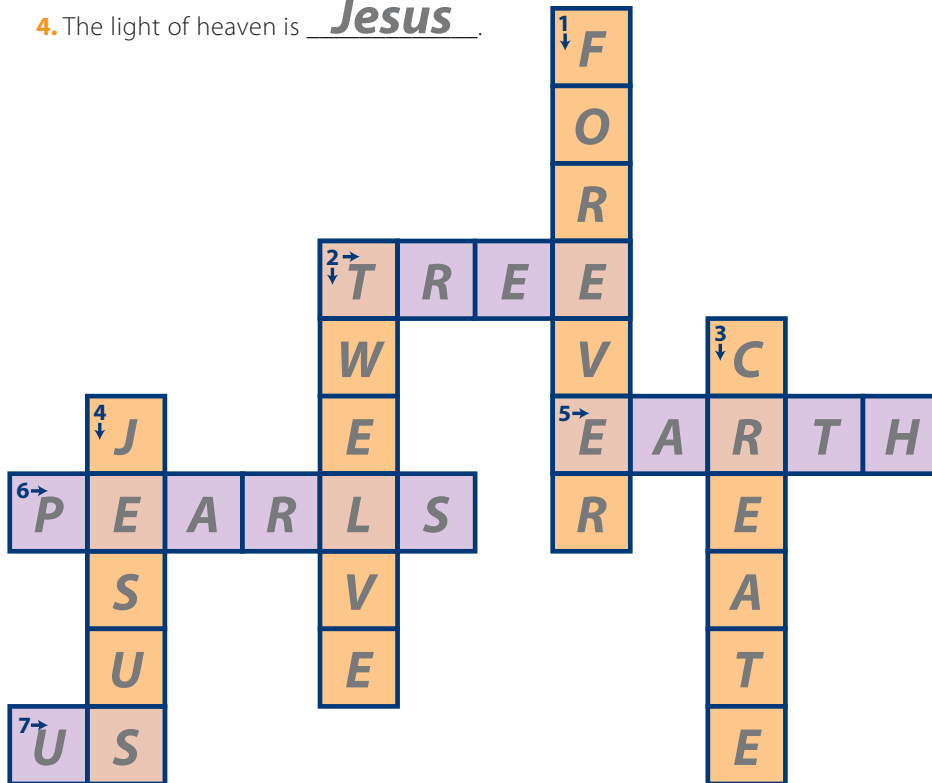 4. The light of heaven is Jesus.
1 F
O
R
2 T R E E
W V 3 C
4 J E 5 E A R T H
6 P E A R L S R E
S V A
U E T
7 U S E